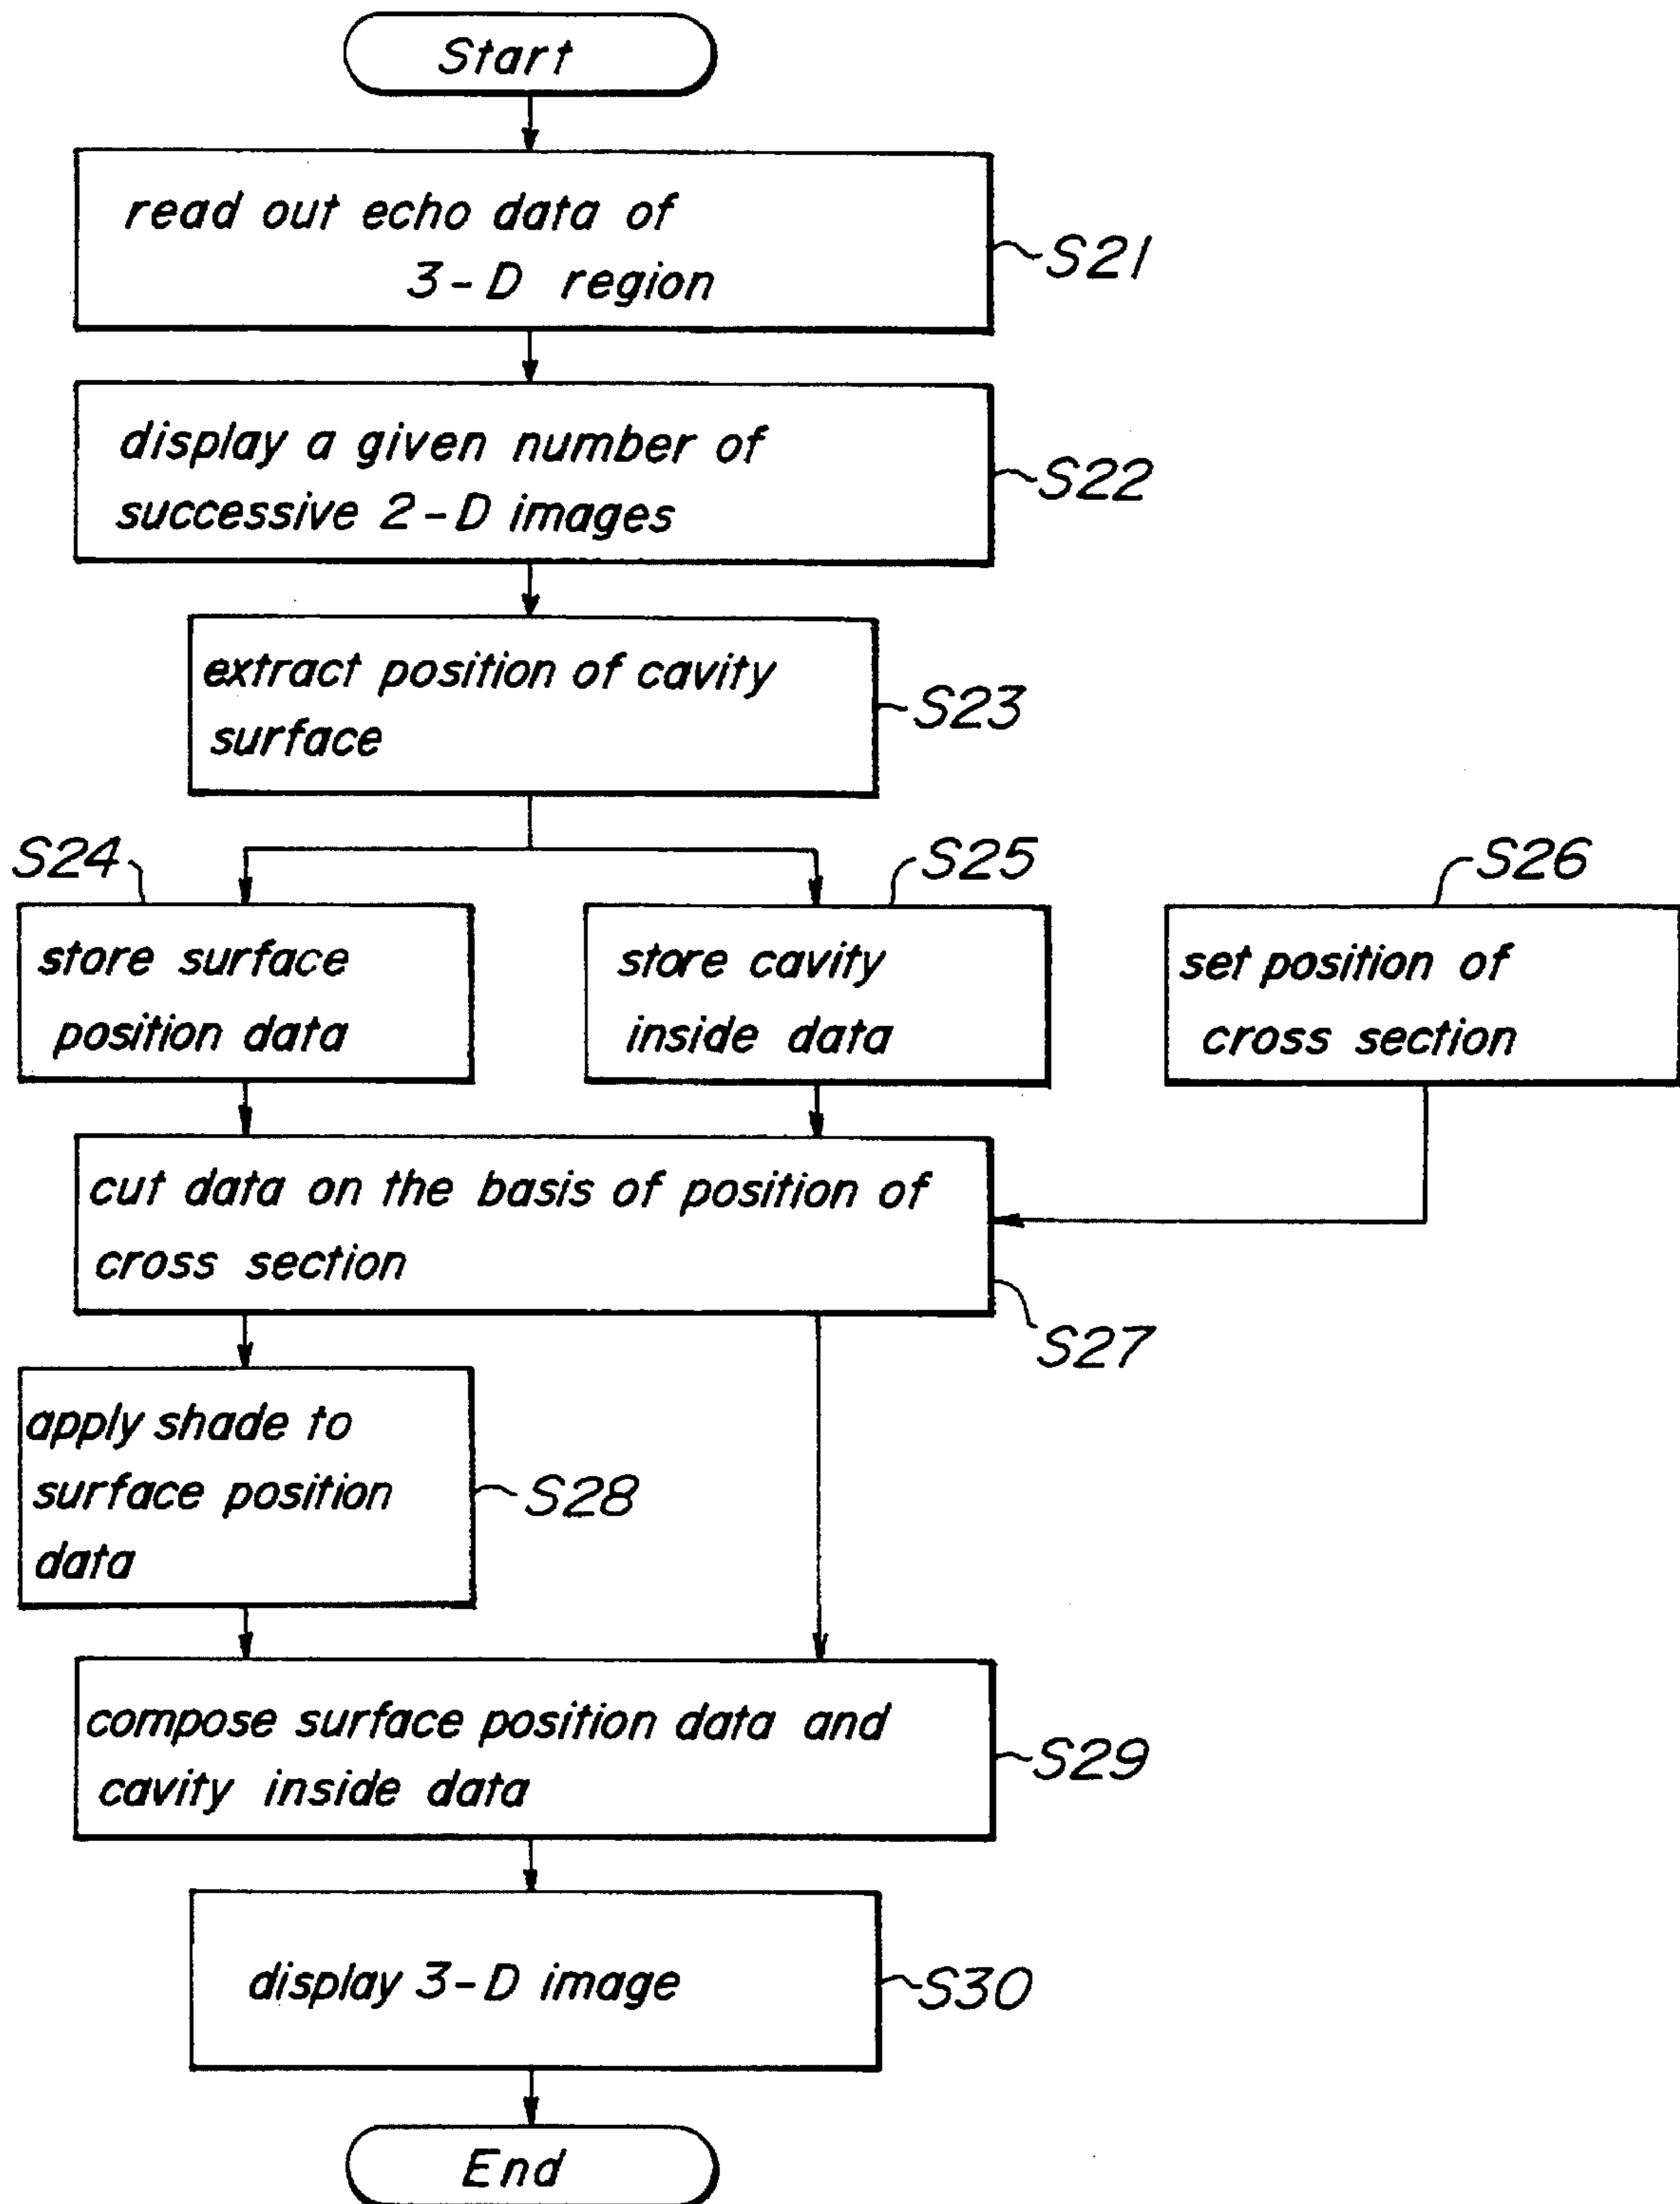 Start
read out echo data of
3-D region
S21
display a given number of
successive 2-D images
S22
extract position of cavity
surface
S23
S24
S25
S26
store surface
position data
store cavity
inside data
set position of
cross section
cut data on the basis of position of
cross section
S27
apply shade to
surface position
data
S28
compose surface position data and
cavity inside data
S29
display 3-D image
S30
End